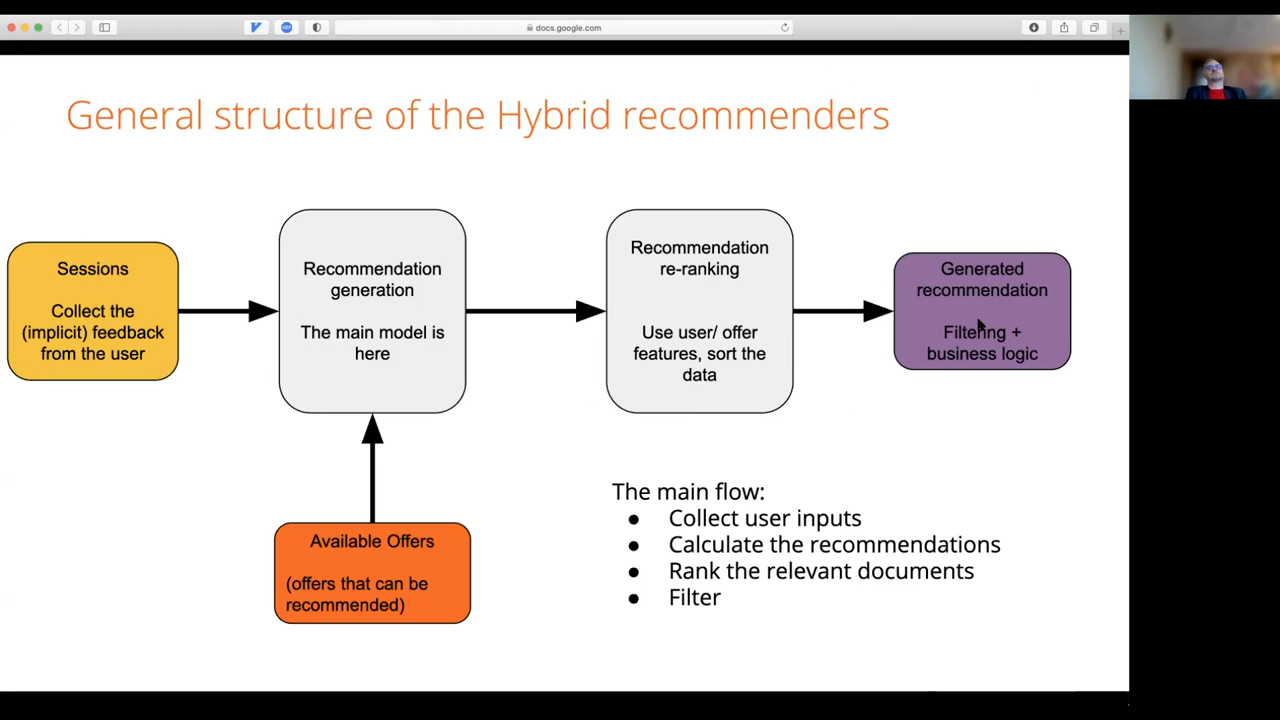 docs.google.com
General structure of the Hybrid recommenders
Sessions
Collect the
(implicit) feedback
from the user
Recommendation
generation
The main model is
here
Recommendation
re-ranking
Use user/ offer
features, sort the
data
Generated
recommendation
Filtering +
business logic
Available Offers
(offers that can be
recommended)
The main flow:
● Collect user inputs
● Calculate the recommendations
● Rank the relevant documents
● Filter